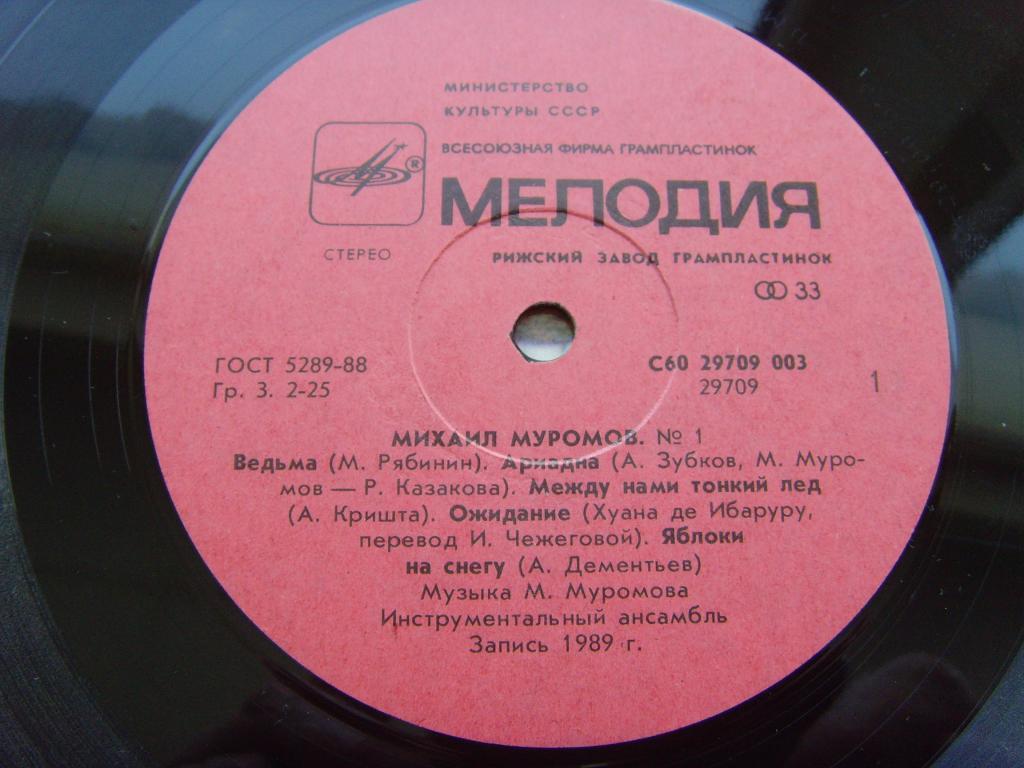 МИНИСТЕРСТВО
КУЛЬТУРЫ СССР
ВСЕСОЮЗНАЯ ФИРМА ГРАМПЛАСТИНОК
®
МЕЛОДИЯ
СТЕРЕО
РИЖСКИЙ ЗАВОД ГРАМПЛАСТИНОК
33
ГОСТ 5289-88
Гр. 3. 2-25
С60 29709 003
29709
1
МИХАИЛ МУРОМОВ. № 1
Ведьма (М. Рябинин). Ариадна (А. Зубков, М. Муро-
мов — Р. Казакова). Между нами тонкий лед
(А. Кришта). Ожидание (Хуана де Ибаруру,
перевод И. Чежеговой). Яблоки
на снегу (А. Дементьев)
Музыка М. Муромова
Инструментальный ансамбль
Запись 1989 г.